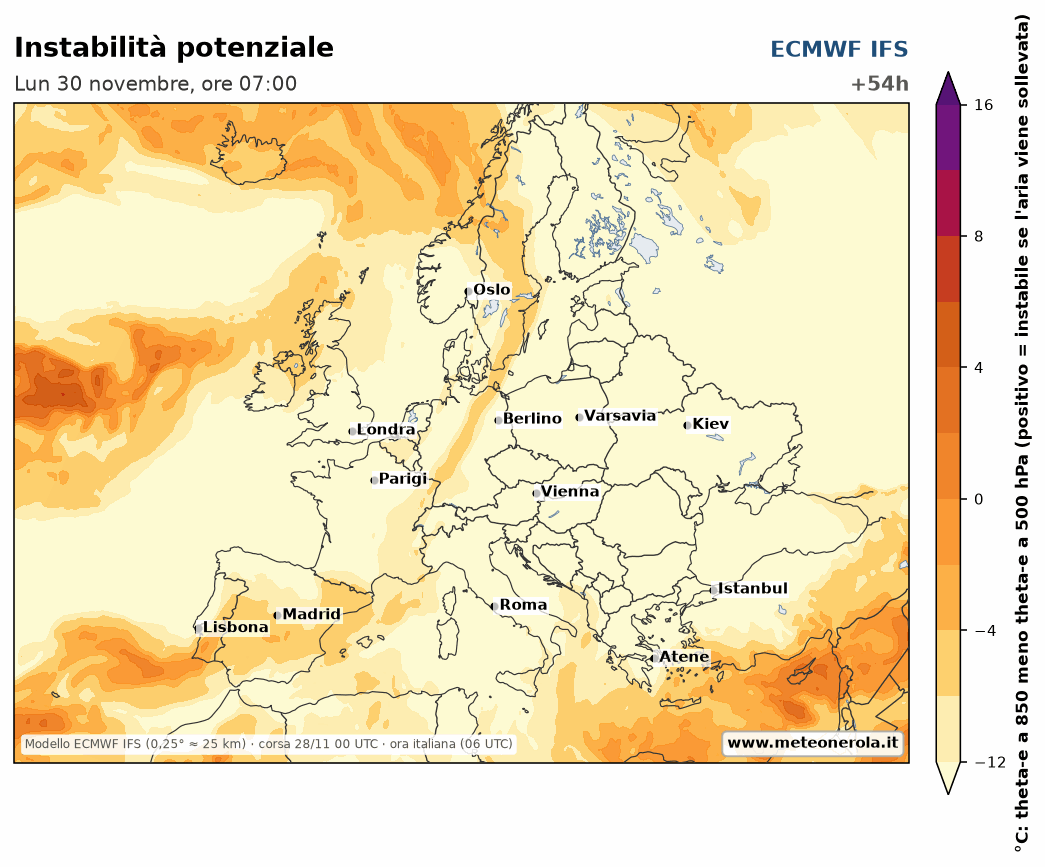 Instabilità potenziale
ECMWF IFS
Lun 30 novembre, ore 07:00
+54h
Oslo
Berlino
Varsavia
Kiev
Londra
Parigi
Vienna
Istanbul
Roma
Madrid
Lisbona
Atene
Modello ECMWF IFS (0,25° ≈ 25 km) · corsa 28/11 00 UTC · ora italiana (06 UTC)
www.meteonerola.it
16
8
4
0
−4
−12
°C: theta-e a 850 meno theta-e a 500 hPa (positivo = instabile se l'aria viene sollevata)